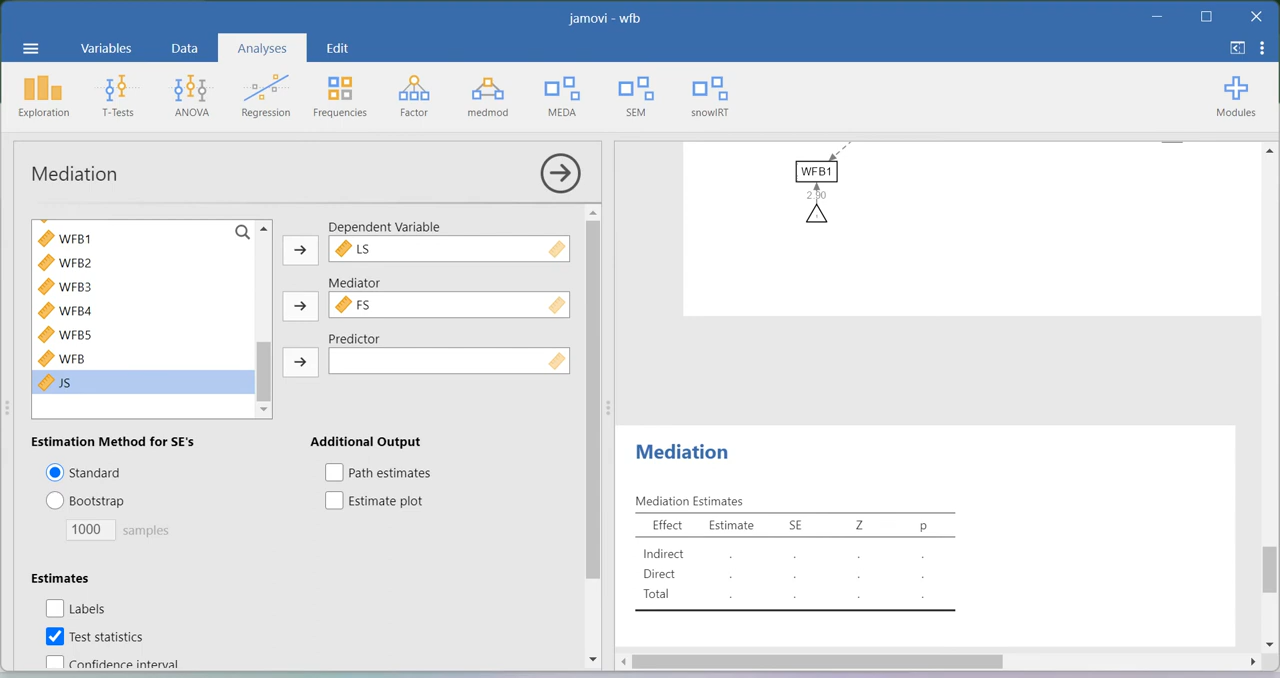 jamovi - wfb
Variables Data Analyses Edit
Exploration T-Tests ANOVA Regression Frequencies Factor medmod MEDA SEM snowIRT Modules
Mediation
WFB1
WFB2
WFB3
WFB4
WFB5
WFB
JS
Dependent Variable
LS
Mediator
FS
Predictor
Estimation Method for SE's
Standard
Bootstrap
1000 samples
Additional Output
Path estimates
Estimate plot
Estimates
Labels
Test statistics
Confidence interval
WFB1
2.90
Mediation
Mediation Estimates
Effect Estimate SE Z p
Indirect . . . .
Direct . . . .
Total . . . .